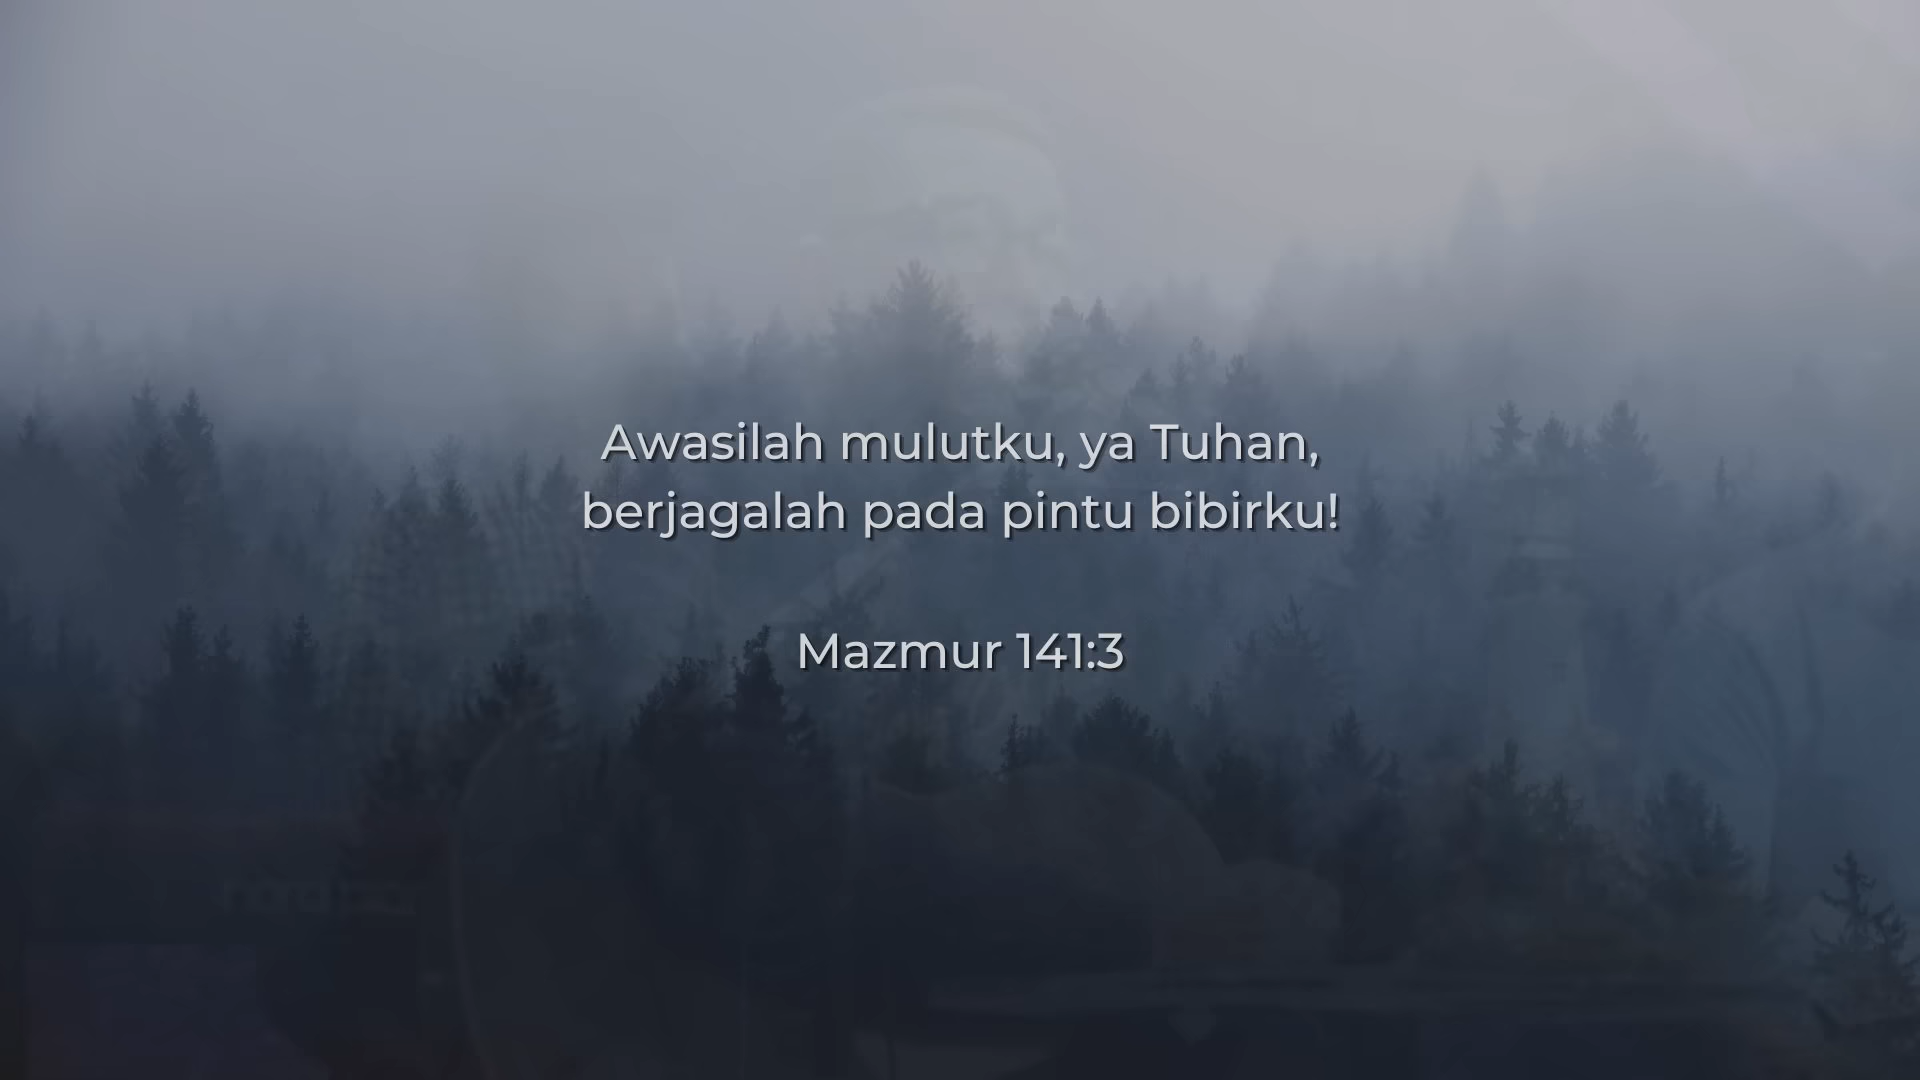 Awasilah mulutku, ya Tuhan,
berjagalah pada pintu bibirku!
Mazmur 141:3